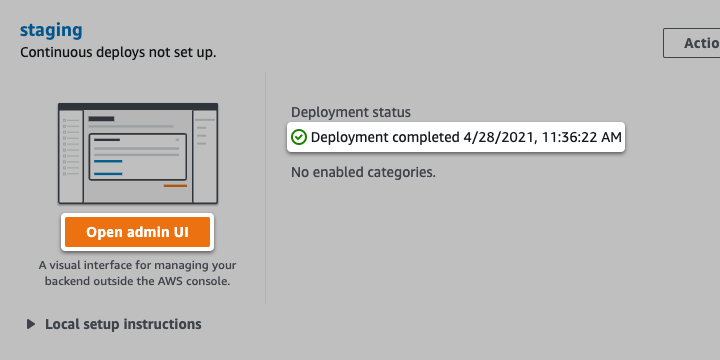 staging
Continuous deploys not set up.
Actio
Deployment status
Deployment completed 4/28/2021, 11:36:22 AM
No enabled categories.
Open admin UI
A visual interface for managing your
backend outside the AWS console.
Local setup instructions